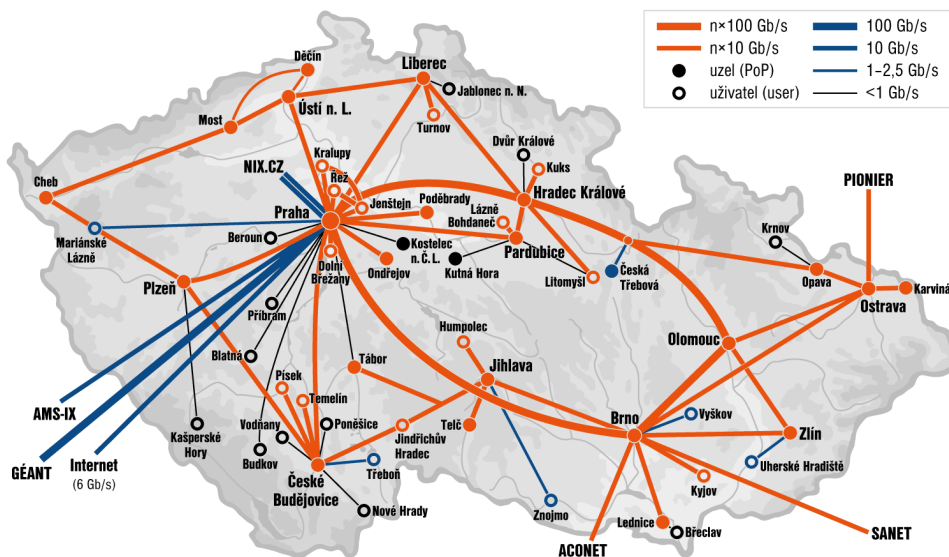 n×100 Gb/s
n×10 Gb/s
uzel (PoP)
uživatel (user)
100 Gb/s
10 Gb/s
1–2,5 Gb/s
<1 Gb/s
Děčín
Liberec
Jablonec n. N.
Ústí n. L.
Most
Turnov
Dvůr Králové
Kralupy
Kuks
NIX.CZ
Řež
PIONIER
Cheb
Hradec Králové
Jenštejn
Poděbrady
Praha
Lázně
Bohdaneč
Krnov
Mariánské
Lázně
Beroun
Kostelec
n. Č. L.
Pardubice
Dolní
Břežany
Ondřejov
Kutná Hora
Litomyšl
Česká
Třebová
Opava
Plzeň
Ostrava
Karviná
Příbram
Humpolec
Olomouc
Blatná
Tábor
Jihlava
Písek
Temelín
AMS-IX
Vodňany
Poněšice
Telč
Brno
Vyškov
Zlín
Kašperské
Hory
Jindřichův
Hradec
Budkov
GÉANT
Internet
(6 Gb/s)
České
Budějovice
Třeboň
Uherské Hradiště
Kyjov
Nové Hrady
Znojmo
Lednice
Břeclav
SANET
ACONET